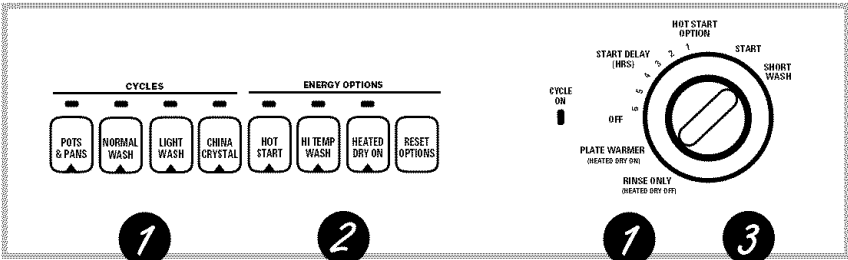 CYCLES
ENERGY OPTIONS
POTS
& PANS
NORMAL
WASH
LIGHT
WASH
CHINA
CRYSTAL
HOT
START
HI TEMP
WASH
HEATED
DRY ON
RESET
OPTIONS
CYCLE
ON
HOT START
OPTION
START DELAY
(HRS)
1
2
3
4
5
6
START
SHORT
WASH
OFF
PLATE WARMER
(HEATED DRY ON)
RINSE ONLY
(HEATED DRY OFF)
1
2
1
3